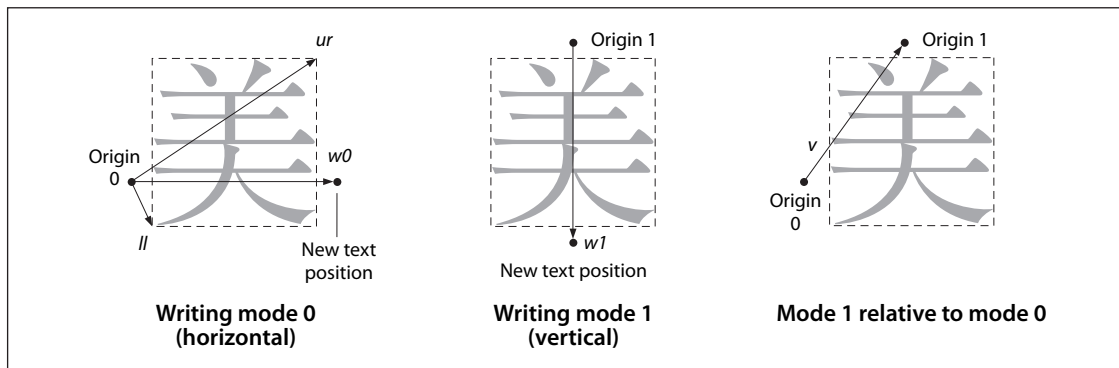 ur
美
Origin
0
w0
ll
New text
position
Writing mode 0
(horizontal)
Origin 1
美
w1
New text position
Writing mode 1
(vertical)
Origin 1
美
v
Origin
0
Mode 1 relative to mode 0